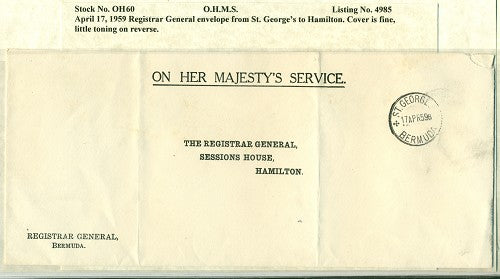 Stock No. OH60 O.H.M.S. Listing No. 4985
April 17, 1959 Registrar General envelope from St. George's to Hamilton. Cover is fine,
little toning on reverse.
ON HER MAJESTY'S SERVICE.
ST. GEORGE
17 AP 59
BERMUDA
THE REGISTRAR GENERAL,
SESSIONS HOUSE,
HAMILTON.
REGISTRAR GENERAL,
BERMUDA.